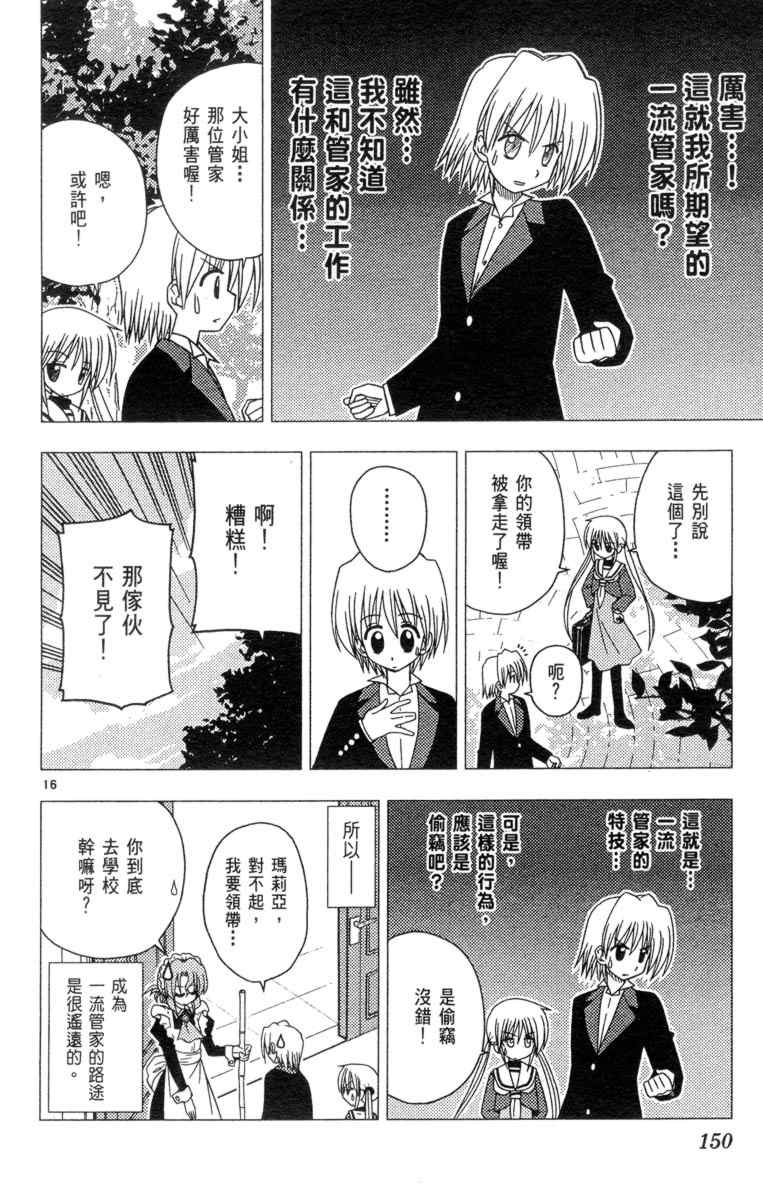 厲害…！
這就我所期望的
一流管家嗎？
雖然…
我不知道
這和管家的工作
有什麼關係…
大小姐…
那位管家
好厲害喔！
嗯，
或許吧！
先別說
這個了…
你的領帶
被拿走了喔！
呃？
………
啊！
糟糕！
那傢伙
不見了！
16
這就是…
一流
管家的
特技…
可是，
這樣的行為，
應該是
偷竊吧？
是偷竊
沒錯！
所以——
瑪莉亞，
對不起，
我要領帶…
你到底
去學校
幹嘛呀？
成為
一流管家的路途
是很遙遠的。
150